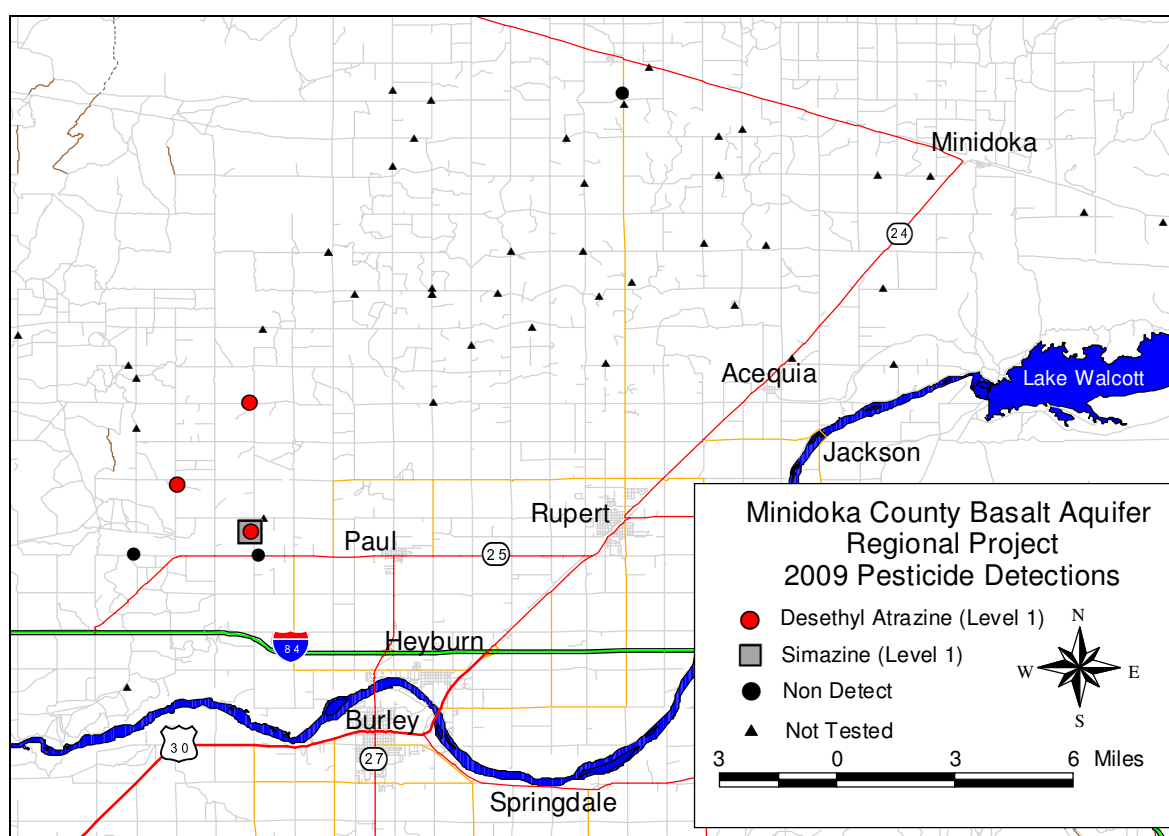 Minidoka
24
Lake Walcott
Acequia
Jackson
Rupert
Paul
25
Heyburn
84
Burley
30
27
Springdale
Minidoka County Basalt Aquifer
Regional Project
2009 Pesticide Detections
Desethyl Atrazine (Level 1)
Simazine (Level 1)
Non Detect
Not Tested
N
W
E
S
3 0 3 6 Miles